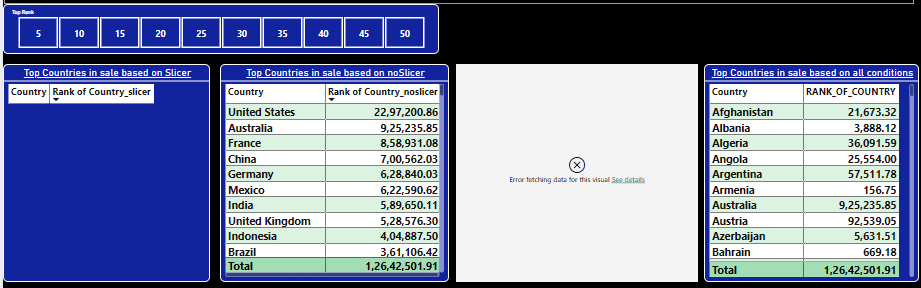 Top Rank
5 10 15 20 25 30 35 40 45 50
Top Countries in sale based on Slicer
Country Rank of Country_slicer
Top Countries in sale based on noSlicer
Country Rank of Country_noslicer
United States 22,97,200.86
Australia 9,25,235.85
France 8,58,931.08
China 7,00,562.03
Germany 6,28,840.03
Mexico 6,22,590.62
India 5,89,650.11
United Kingdom 5,28,576.30
Indonesia 4,04,887.50
Brazil 3,61,106.42
Total 1,26,42,501.91
Error fetching data for this visual See details
Top Countries in sale based on all conditions
Country RANK_OF_COUNTRY
Afghanistan 21,673.32
Albania 3,888.12
Algeria 36,091.59
Angola 25,554.00
Argentina 57,511.78
Armenia 156.75
Australia 9,25,235.85
Austria 92,539.05
Azerbaijan 5,631.51
Bahrain 669.18
Total 1,26,42,501.91